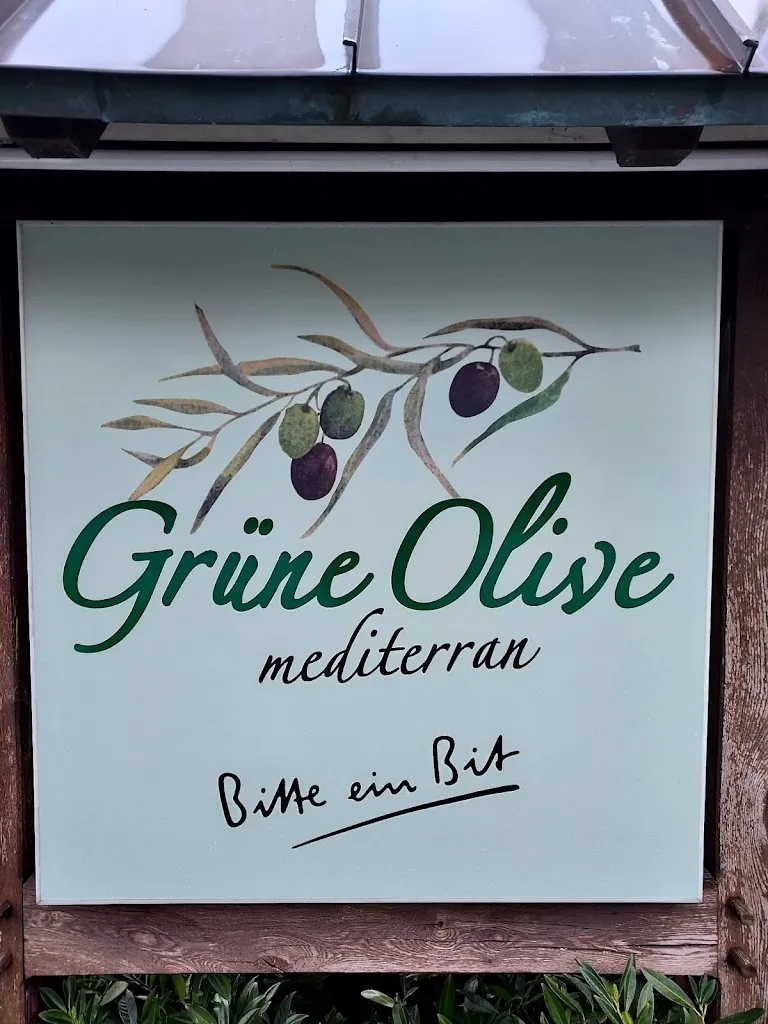 Grüne Olive
mediterran
Bitte ein Bit